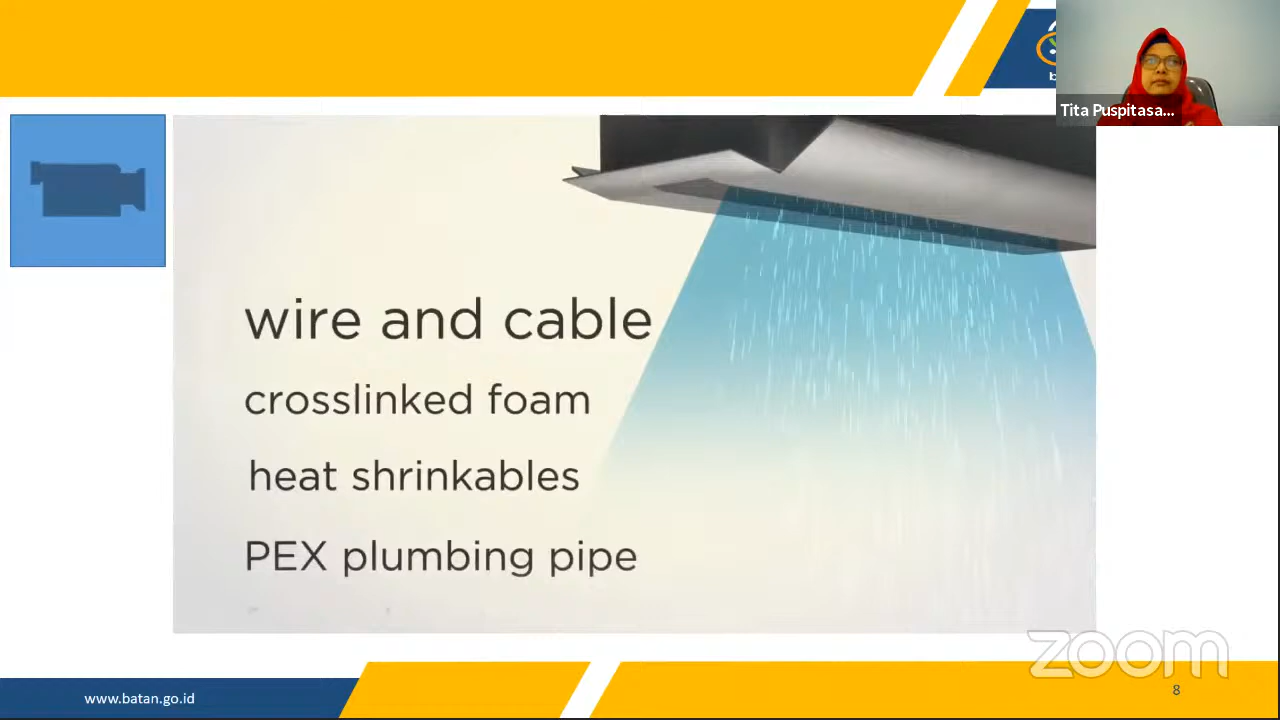 Tita Puspitasa...
wire and cable
crosslinked foam
heat shrinkables
PEX plumbing pipe
zoom
www.batan.go.id
8